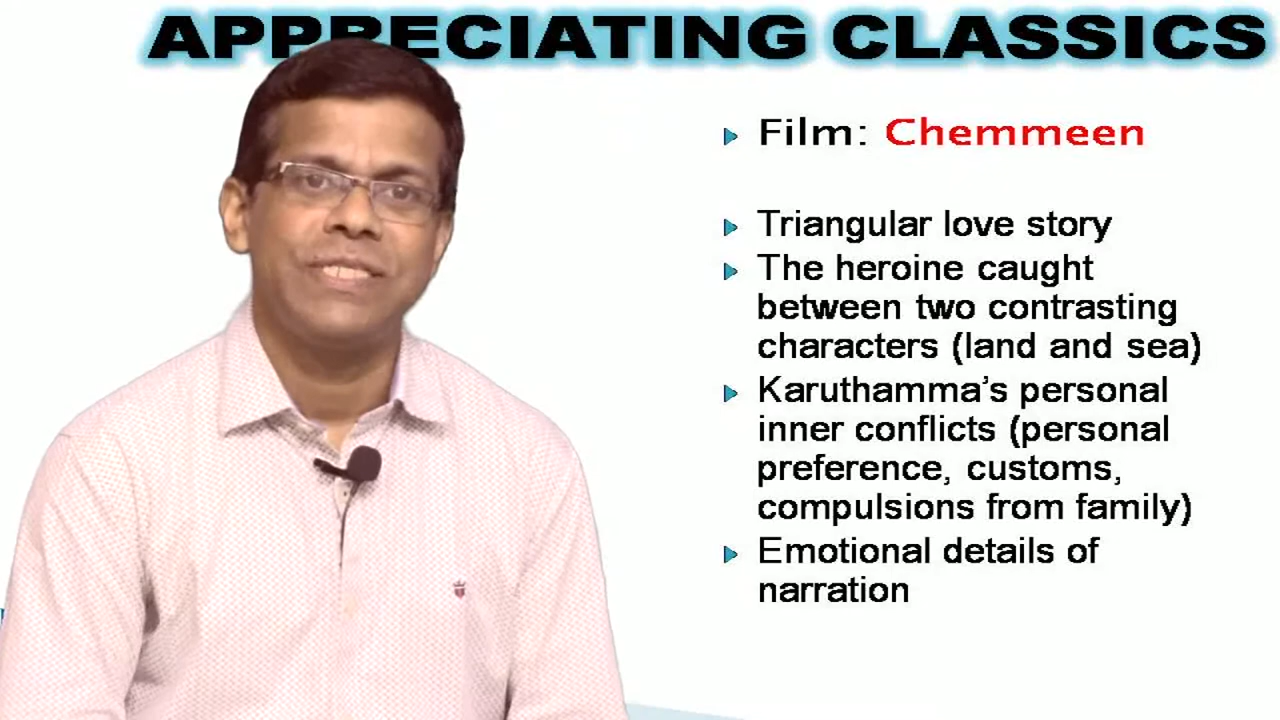 APPRECIATING CLASSICS
Film: Chemmeen
Triangular love story
The heroine caught
between two contrasting
characters (land and sea)
Karuthamma’s personal
inner conflicts (personal
preference, customs,
compulsions from family)
Emotional details of
narration